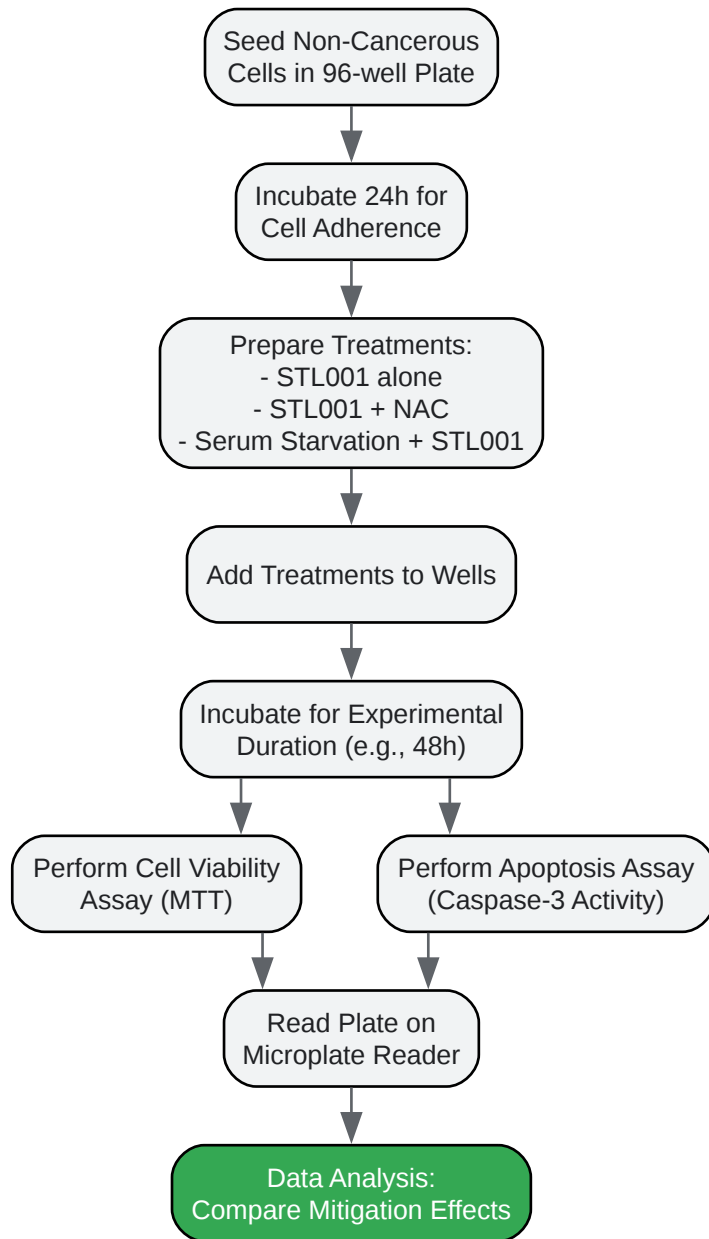 Seed Non-Cancerous
Cells in 96-well Plate
Incubate 24h for
Cell Adherence
Prepare Treatments:
- STL001 alone
- STL001 + NAC
- Serum Starvation + STL001
Add Treatments to Wells
Incubate for Experimental
Duration (e.g., 48h)
Perform Cell Viability
Assay (MTT)
Perform Apoptosis Assay
(Caspase-3 Activity)
Read Plate on
Microplate Reader
Data Analysis:
Compare Mitigation Effects